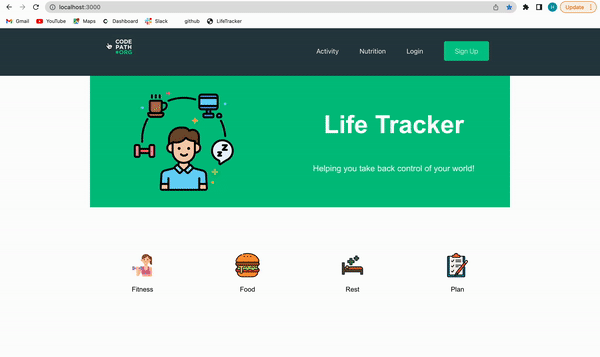 localhost:3000
Update
Gmail
YouTube
Maps
Dashboard
Slack
github
LifeTracker
CODE
PATH
*ORG
Activity
Nutrition
Login
Sign Up
Life Tracker
Helping you take back control of your world!
Fitness
Food
Rest
Plan